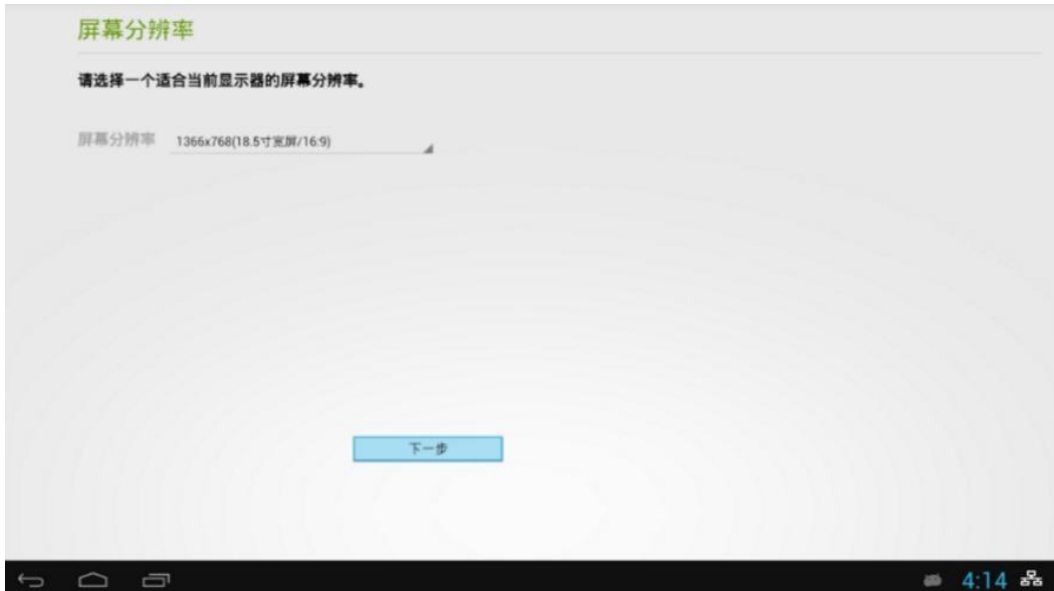 屏幕分辨率
请选择一个适合当前显示器的屏幕分辨率。
屏幕分辨率 1366x768(18.5寸宽屏/16:9)
下一步
4:14